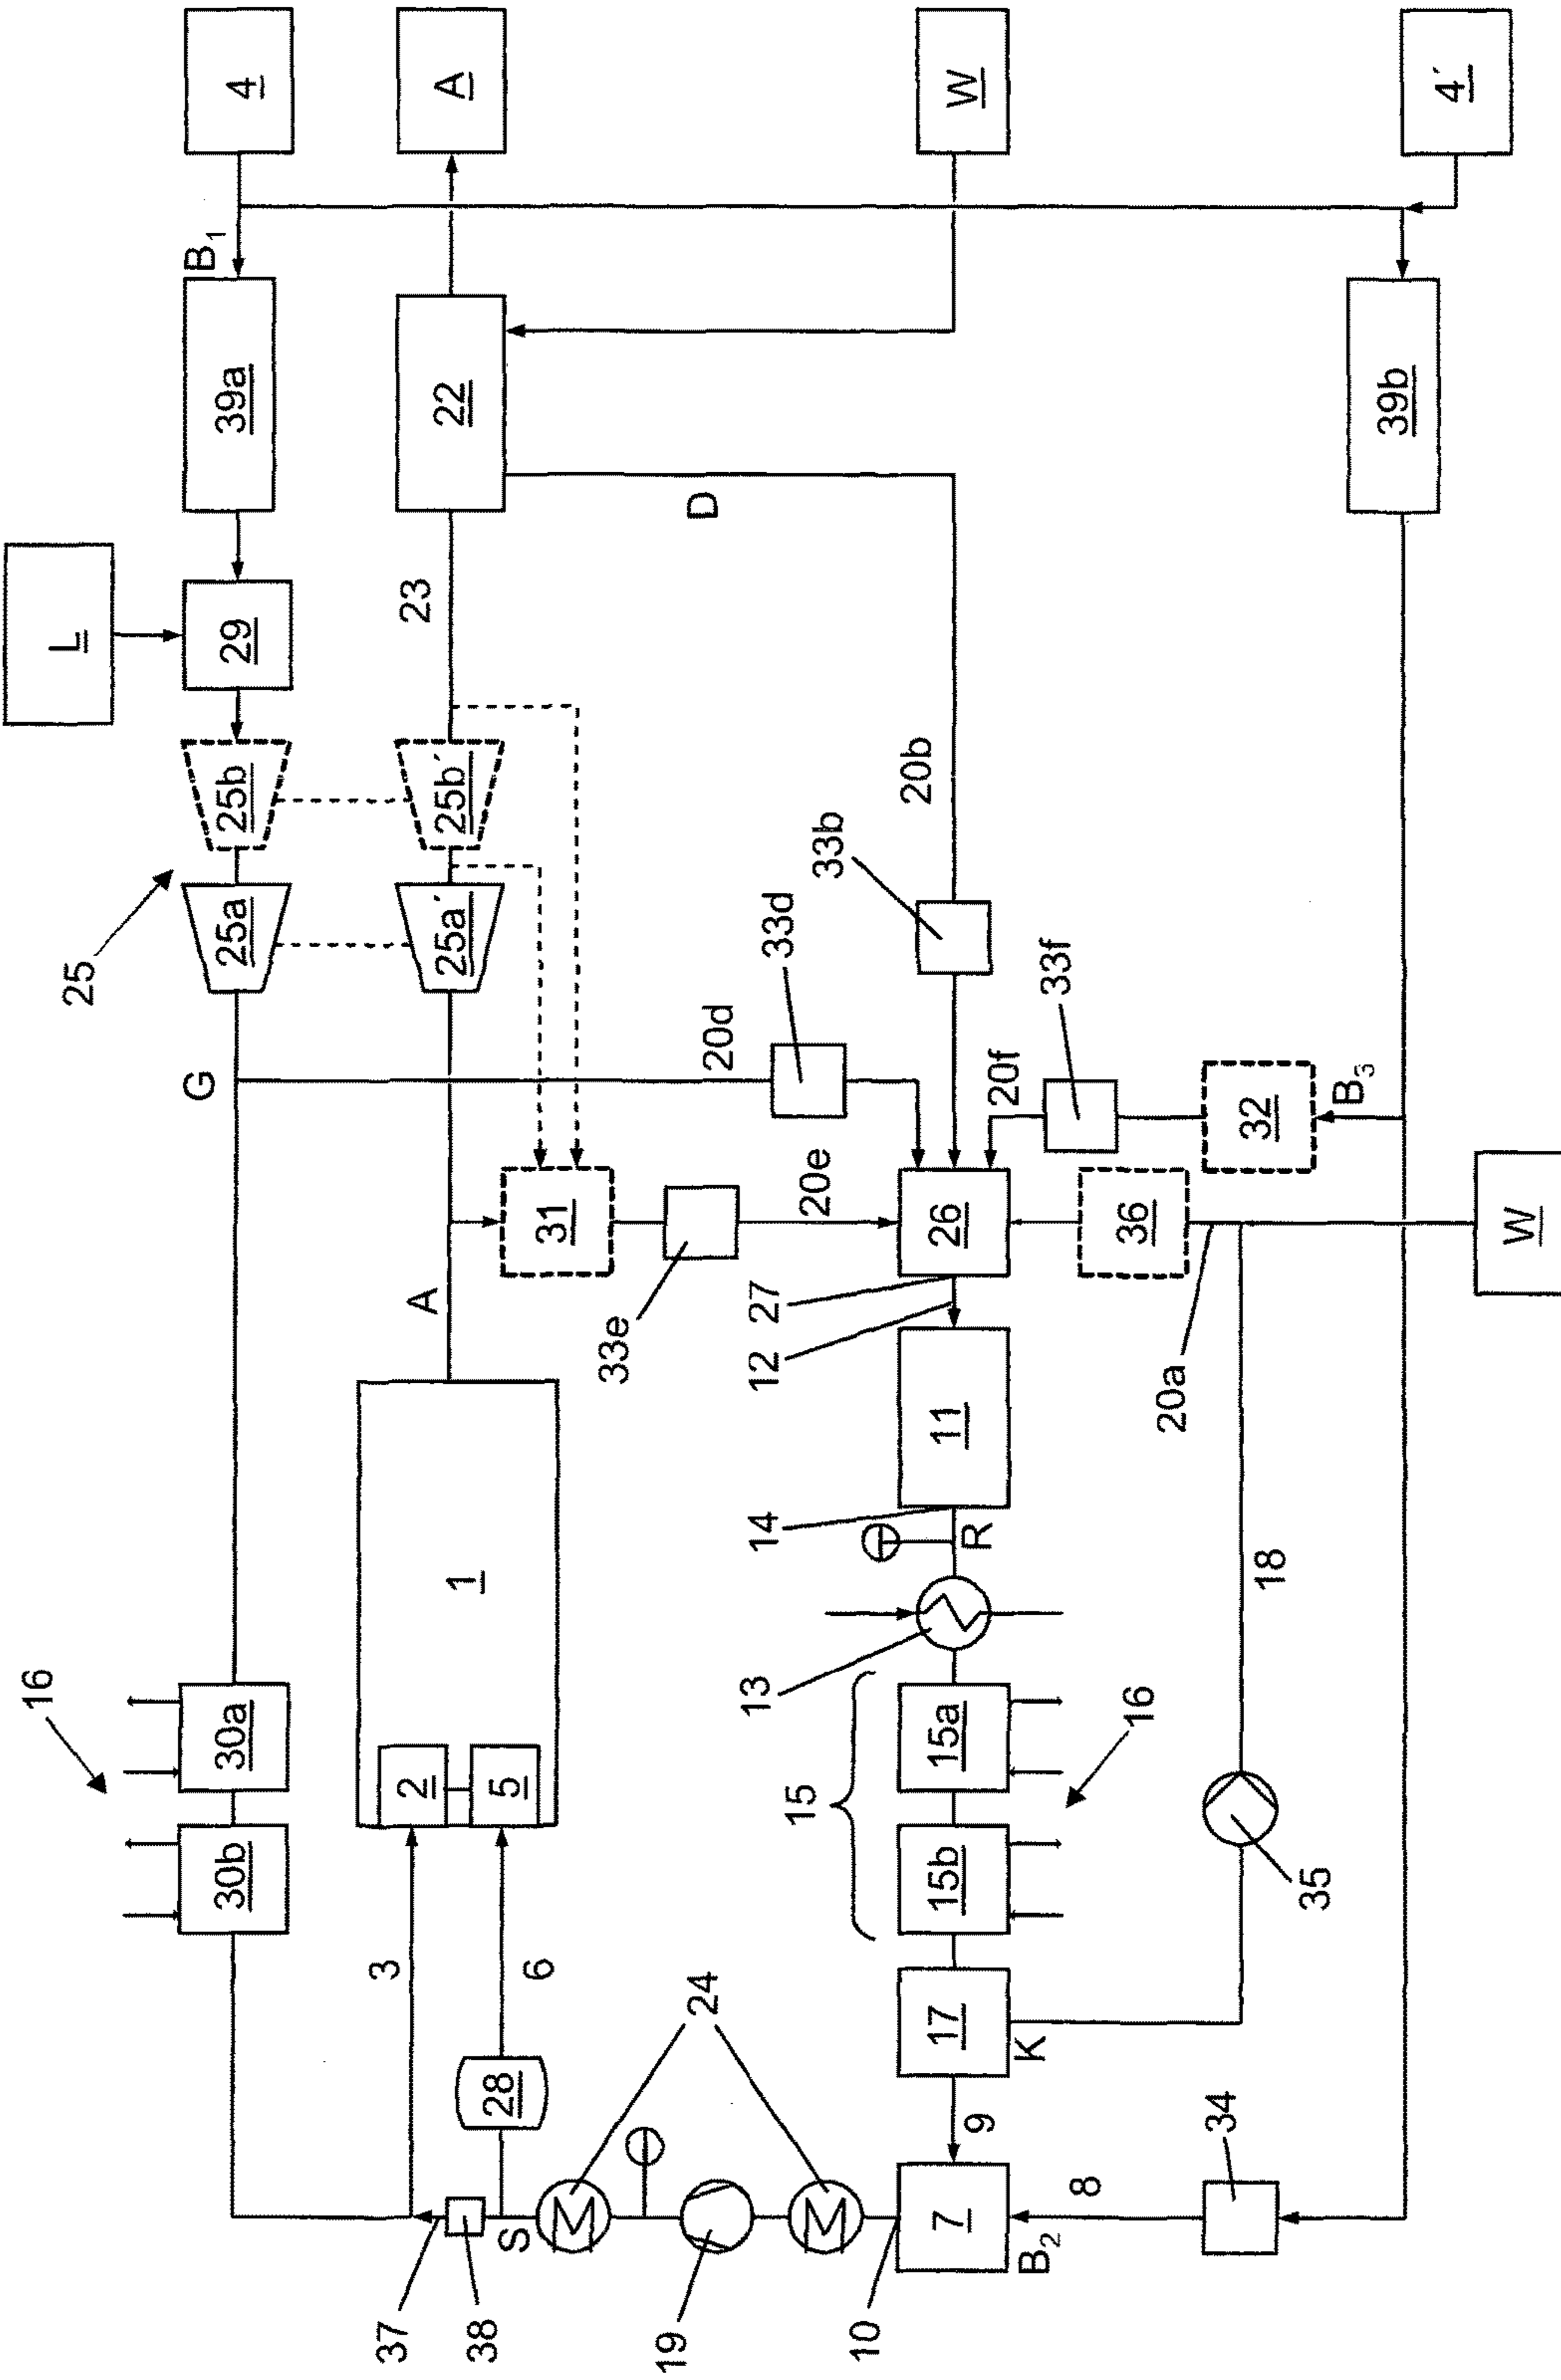 16
L
25
G
B₁
30b
30a
25a
25b
29
39a
4
37
3
2
A
23
1
25a´
25b´
22
A
38
S
28
5
6
31
33e
19
24
D
20d
13
14
12
27
33d
15
20e
33b
10
20b
7
17
15b
15a
11
26
W
9
R
20f
B₂
K
33f
8
16
36
20a
34
18
32
35
B₃
39b
4´
W